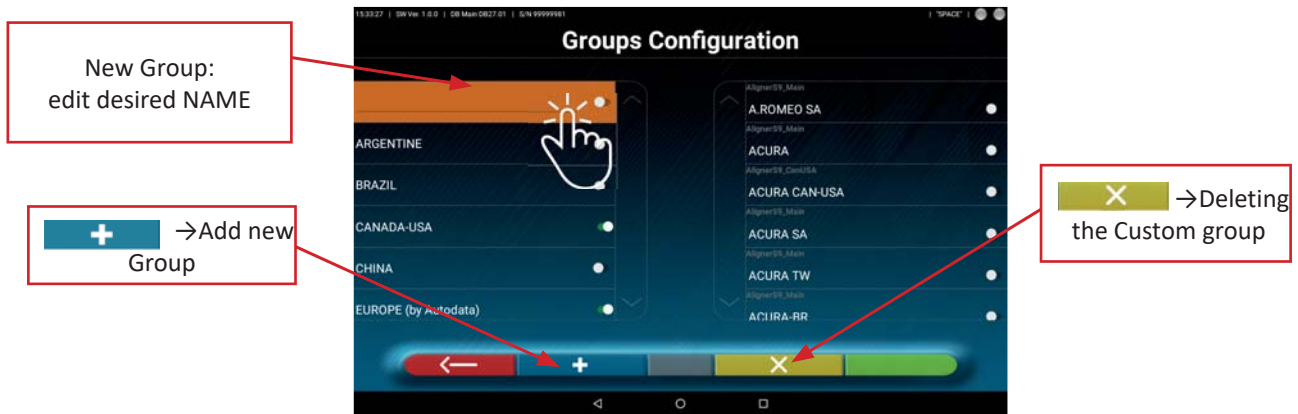 15:33:27 | SW Ver. 1.0.0 | DB Main DB27.01 | S/N 99999981
| "SPACE" |
Groups Configuration
New Group:
edit desired NAME
ARGENTINE
BRAZIL
CANADA-USA
CHINA
EUROPE (by Autodata)
AlignerS9_Main
A.ROMEO SA
AlignerS9_Main
ACURA
AlignerS9_CanUSA
ACURA CAN-USA
AlignerS9_Main
ACURA SA
AlignerS9_Main
ACURA TW
AlignerS9_Main
ACURA-BR
→Add new
Group
→Deleting
the Custom group